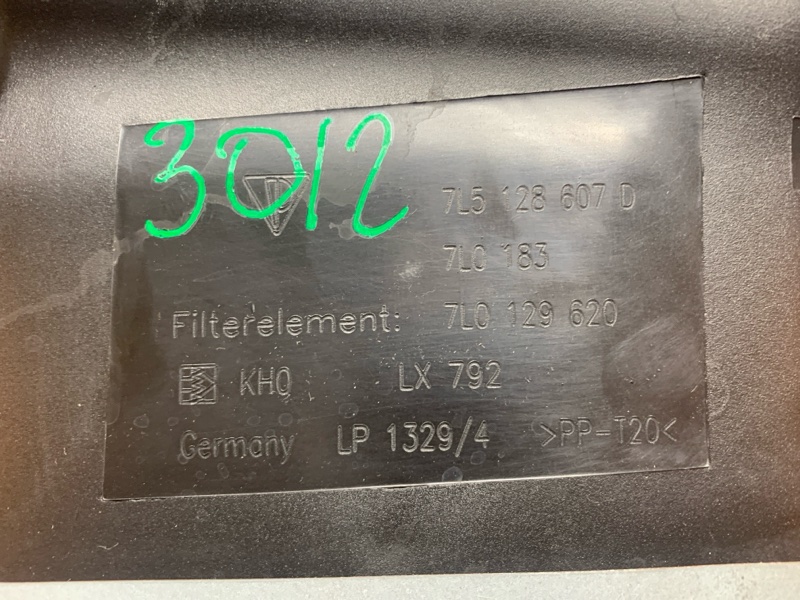 3012
7L5 128 607 D
7L0 183
Filterelement: 7L0 129 620
KHQ LX 792
Germany LP 1329/4 >PP-T20<